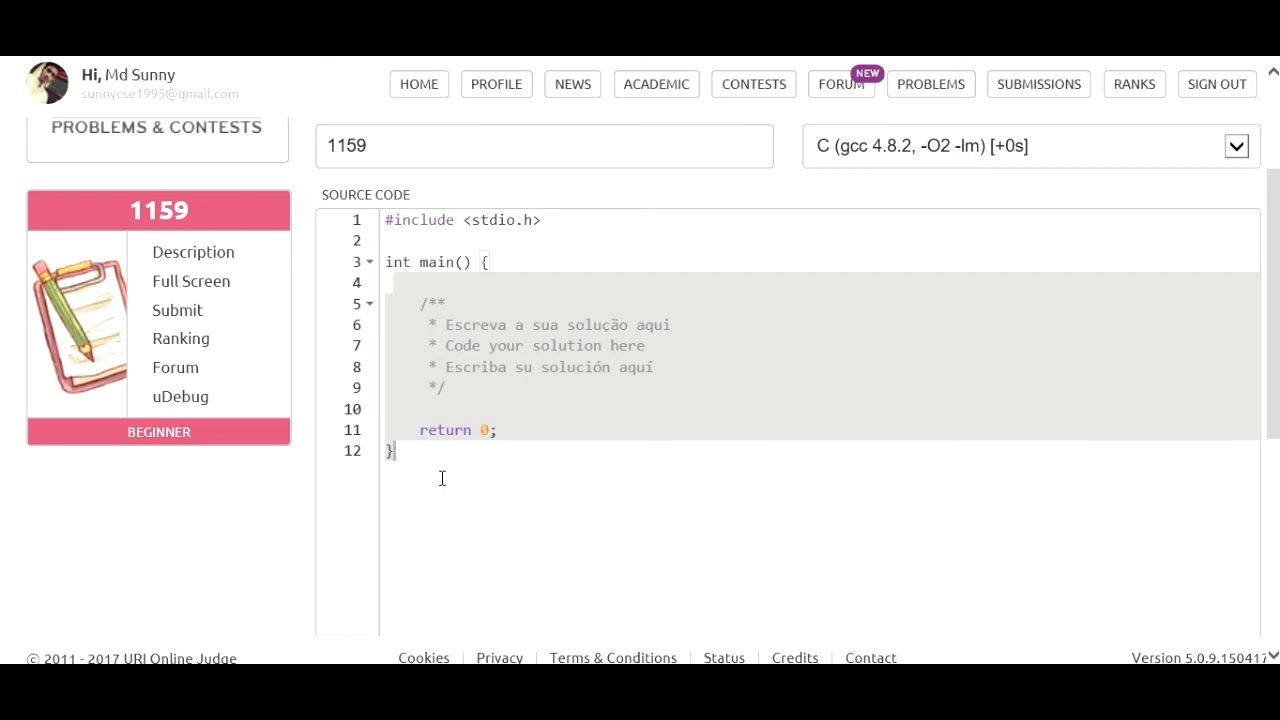 Hi, Md Sunny
sunnycse1995@gmail.com
HOME
PROFILE
NEWS
ACADEMIC
CONTESTS
FORUM
NEW
PROBLEMS
SUBMISSIONS
RANKS
SIGN OUT
PROBLEMS & CONTESTS
1159
C (gcc 4.8.2, -O2 -lm) [+0s]
1159
Description
Full Screen
Submit
Ranking
Forum
uDebug
BEGINNER
SOURCE CODE
1 #include <stdio.h>
2
3 int main() {
4
5 /**
6 * Escreva a sua solução aqui
7 * Code your solution here
8 * Escriba su solución aquí
9 */
10
11 return 0;
12 }
© 2011 - 2017 URI Online Judge
Cookies
Privacy
Terms & Conditions
Status
Credits
Contact
Version 5.0.9.150417